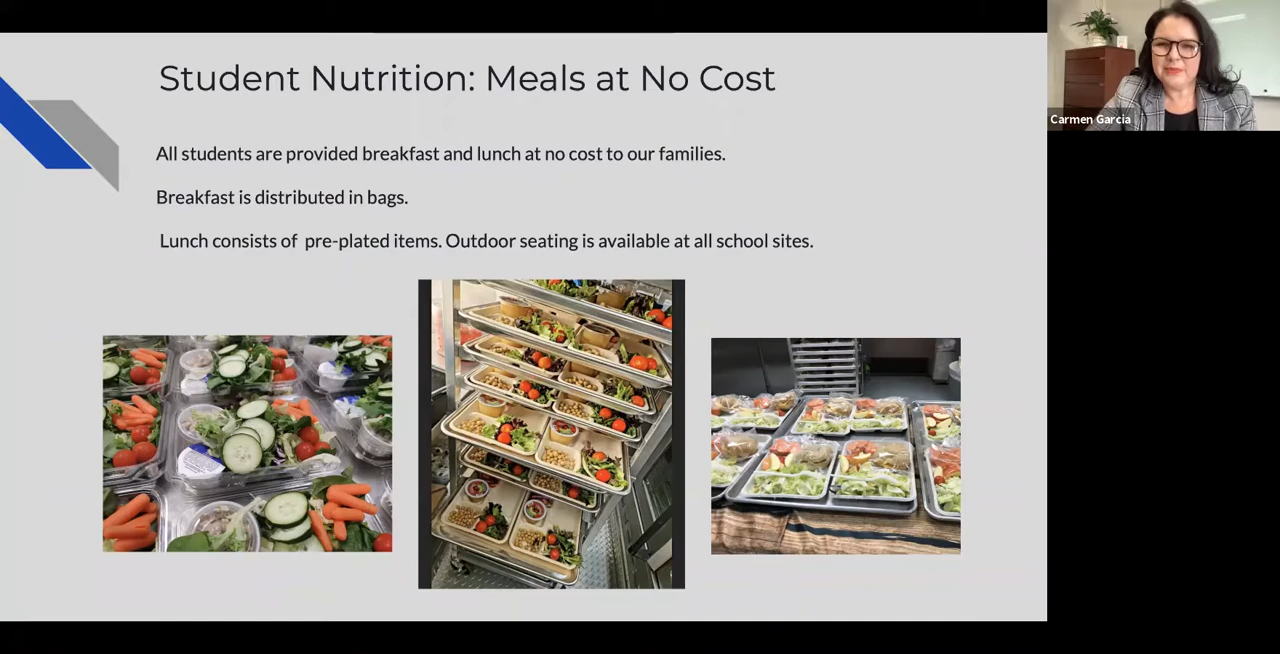 Student Nutrition: Meals at No Cost
All students are provided breakfast and lunch at no cost to our families.
Breakfast is distributed in bags.
Lunch consists of pre-plated items. Outdoor seating is available at all school sites.
Carmen Garcia